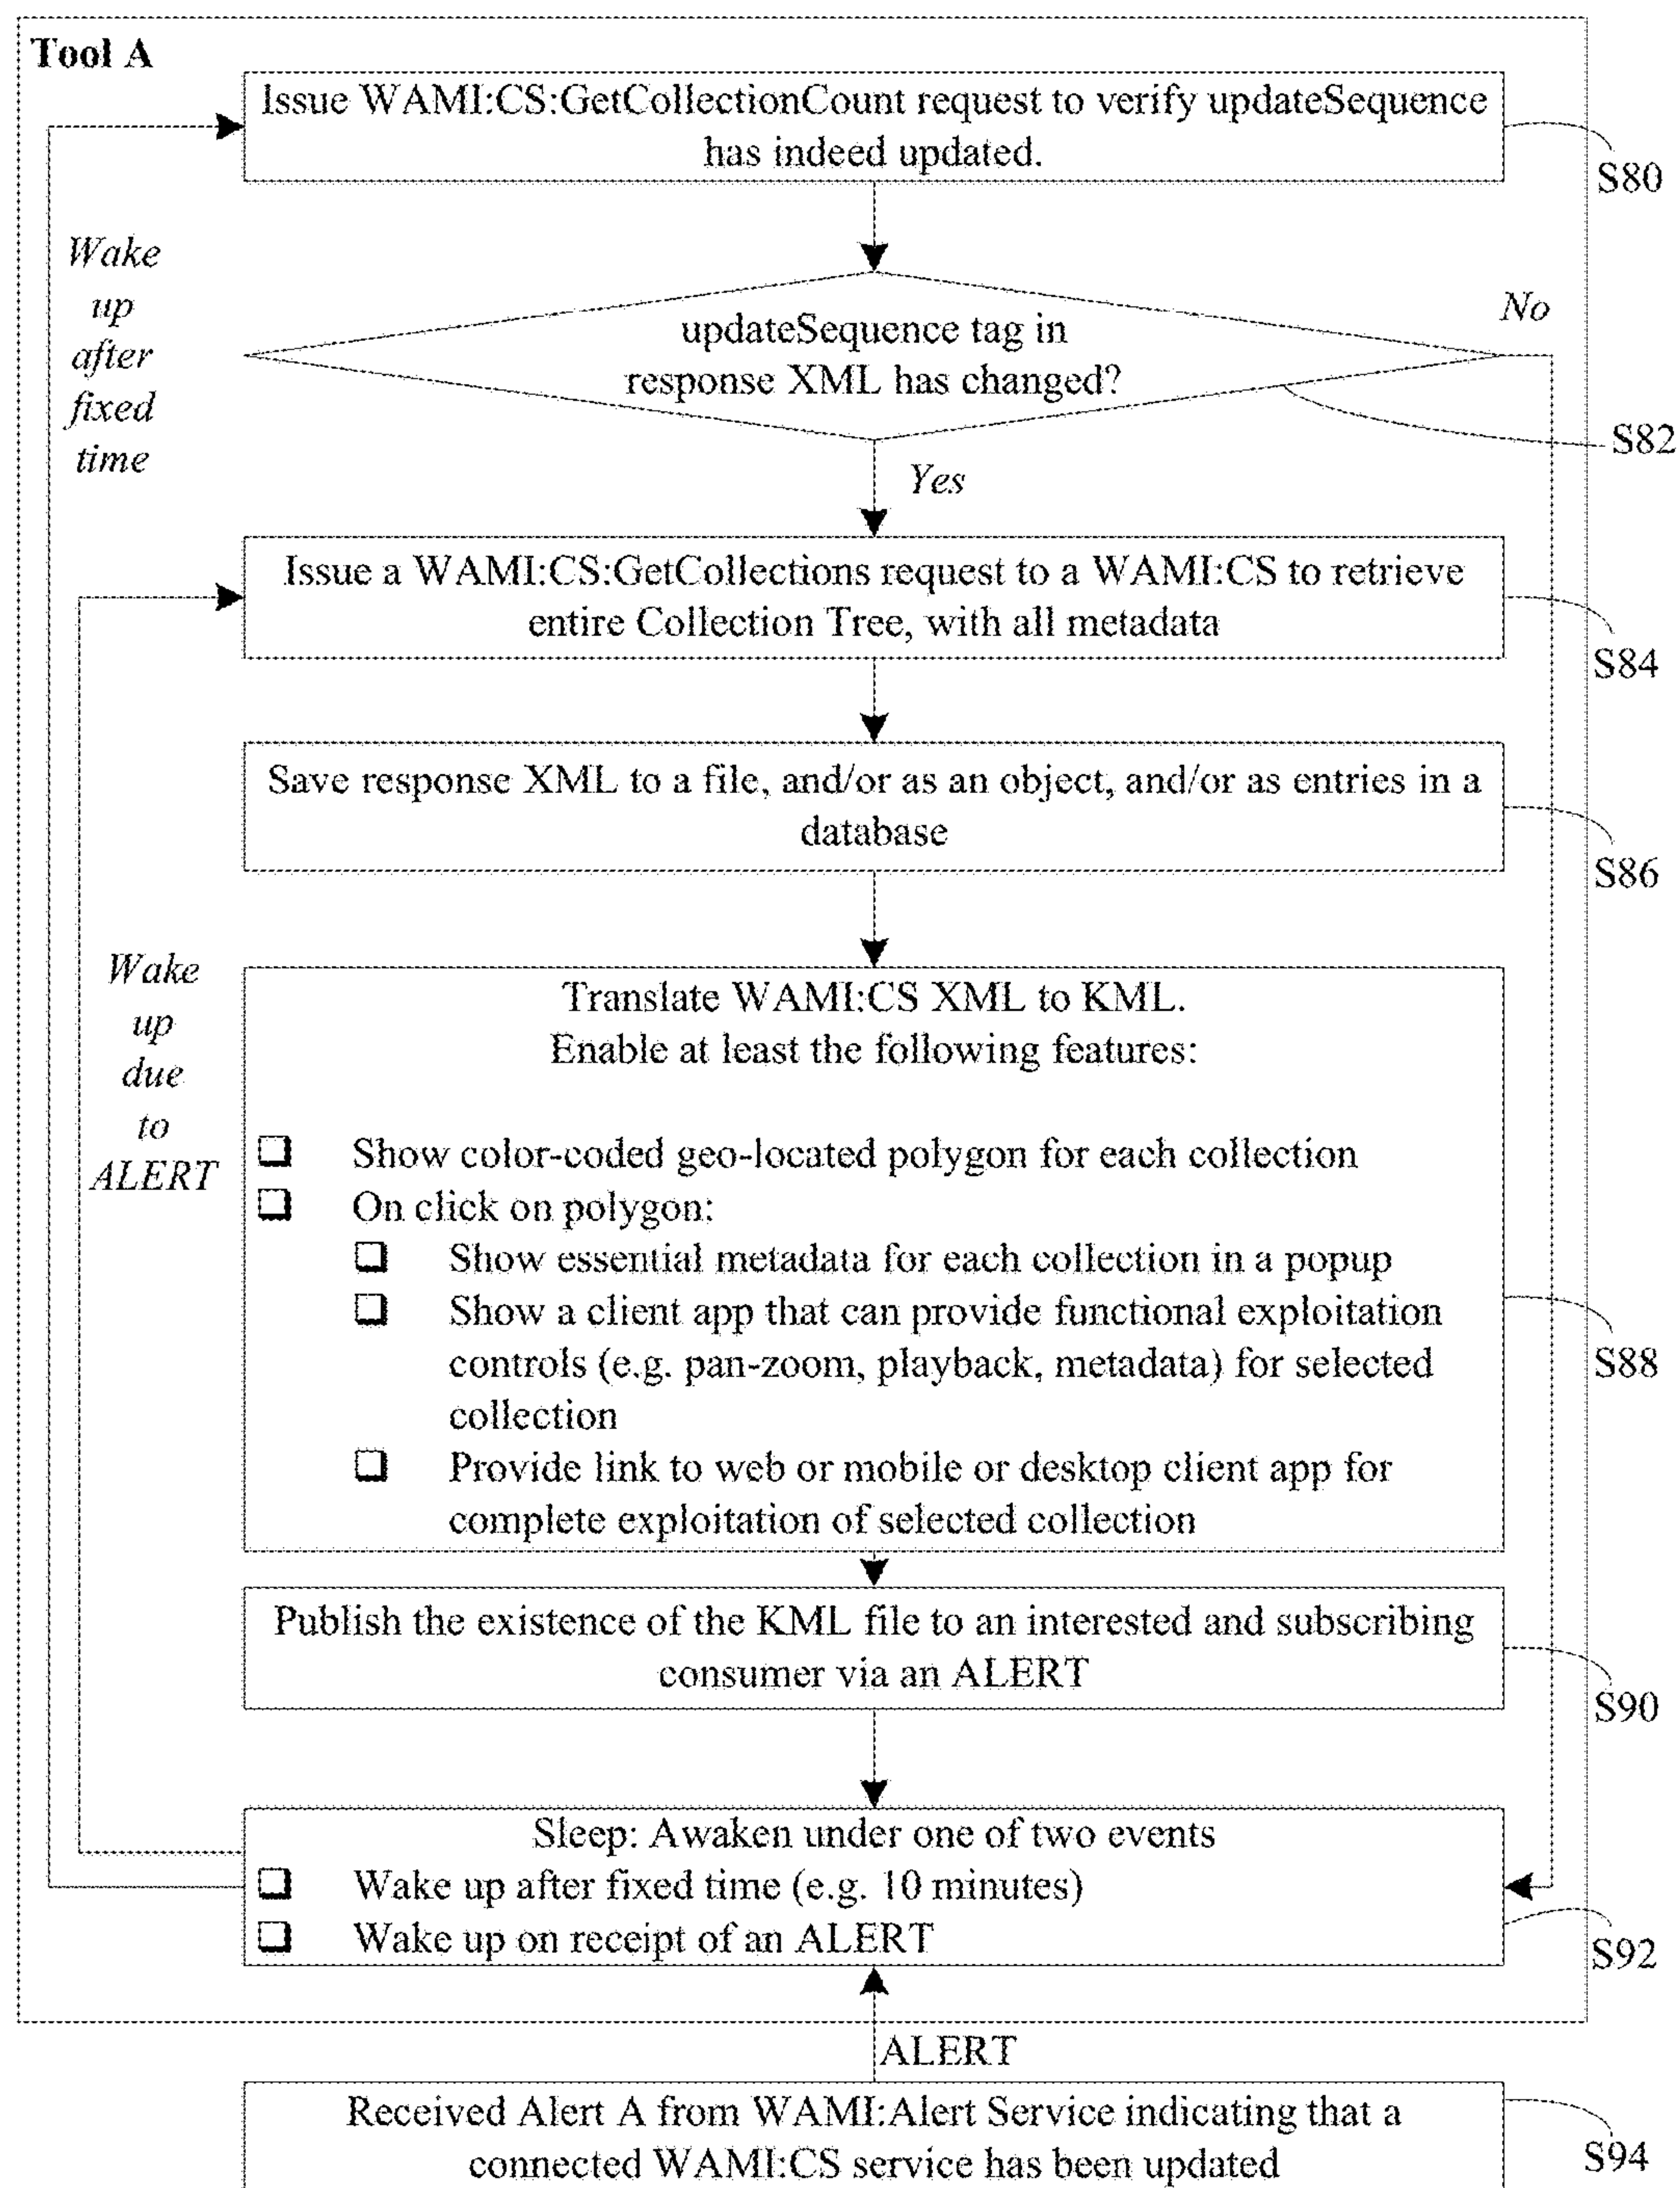 Tool A
Issue WAMI:CS:GetCollectionCount request to verify updateSequence
has indeed updated.
S80
Wake
up
after
fixed
time
No
updateSequence tag in
response XML has changed?
S82
Yes
Issue a WAMI:CS:GetCollections request to a WAMI:CS to retrieve
entire Collection Tree, with all metadata
S84
Save response XML to a file, and/or as an object, and/or as entries in a
database
S86
Wake
up
due
to
ALERT
Translate WAMI:CS XML to KML.
Enable at least the following features:
Show color-coded geo-located polygon for each collection
On click on polygon:
Show essential metadata for each collection in a popup
Show a client app that can provide functional exploitation
controls (e.g. pan-zoom, playback, metadata) for selected
collection
Provide link to web or mobile or desktop client app for
complete exploitation of selected collection
S88
Publish the existence of the KML file to an interested and subscribing
consumer via an ALERT
S90
Sleep: Awaken under one of two events
Wake up after fixed time (e.g. 10 minutes)
Wake up on receipt of an ALERT
S92
ALERT
Received Alert A from WAMI:Alert Service indicating that a
connected WAMI:CS service has been updated
S94